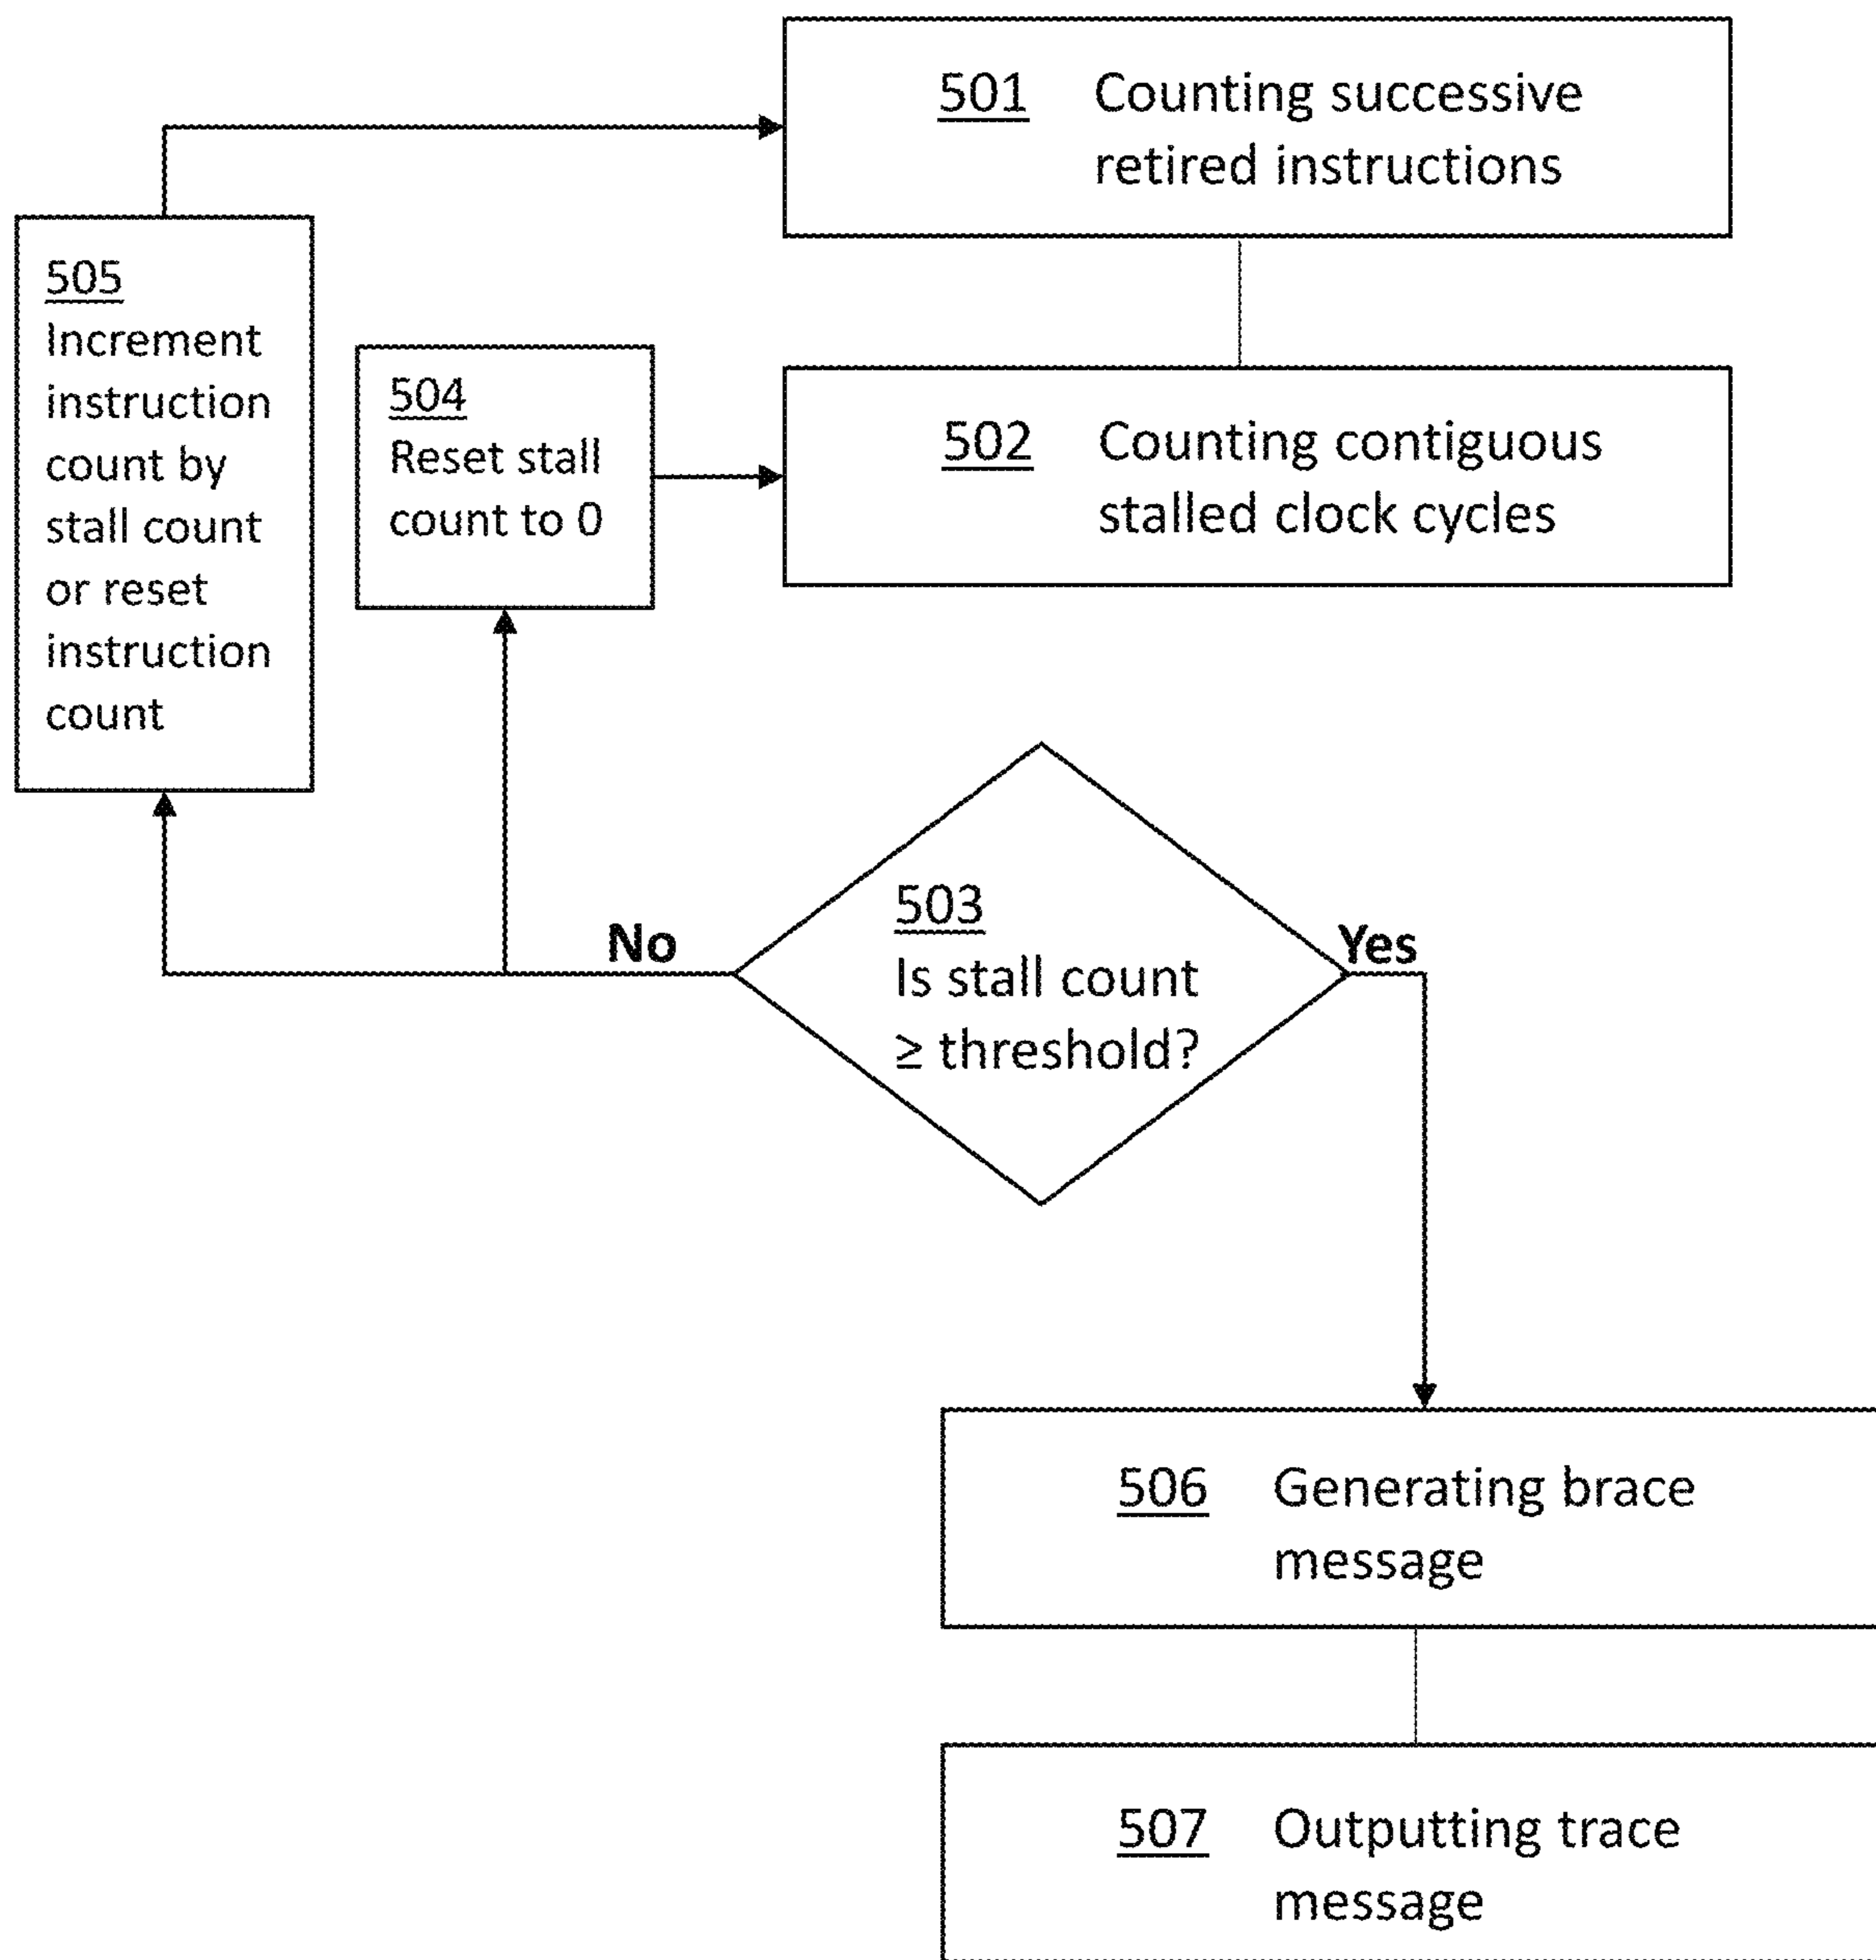 501 Counting successive
retired instructions
505
Increment
instruction
count by
stall count
or reset
instruction
count
504
Reset stall
count to 0
502 Counting contiguous
stalled clock cycles
503
Is stall count
≥ threshold?
No
Yes
506 Generating brace
message
507 Outputting trace
message